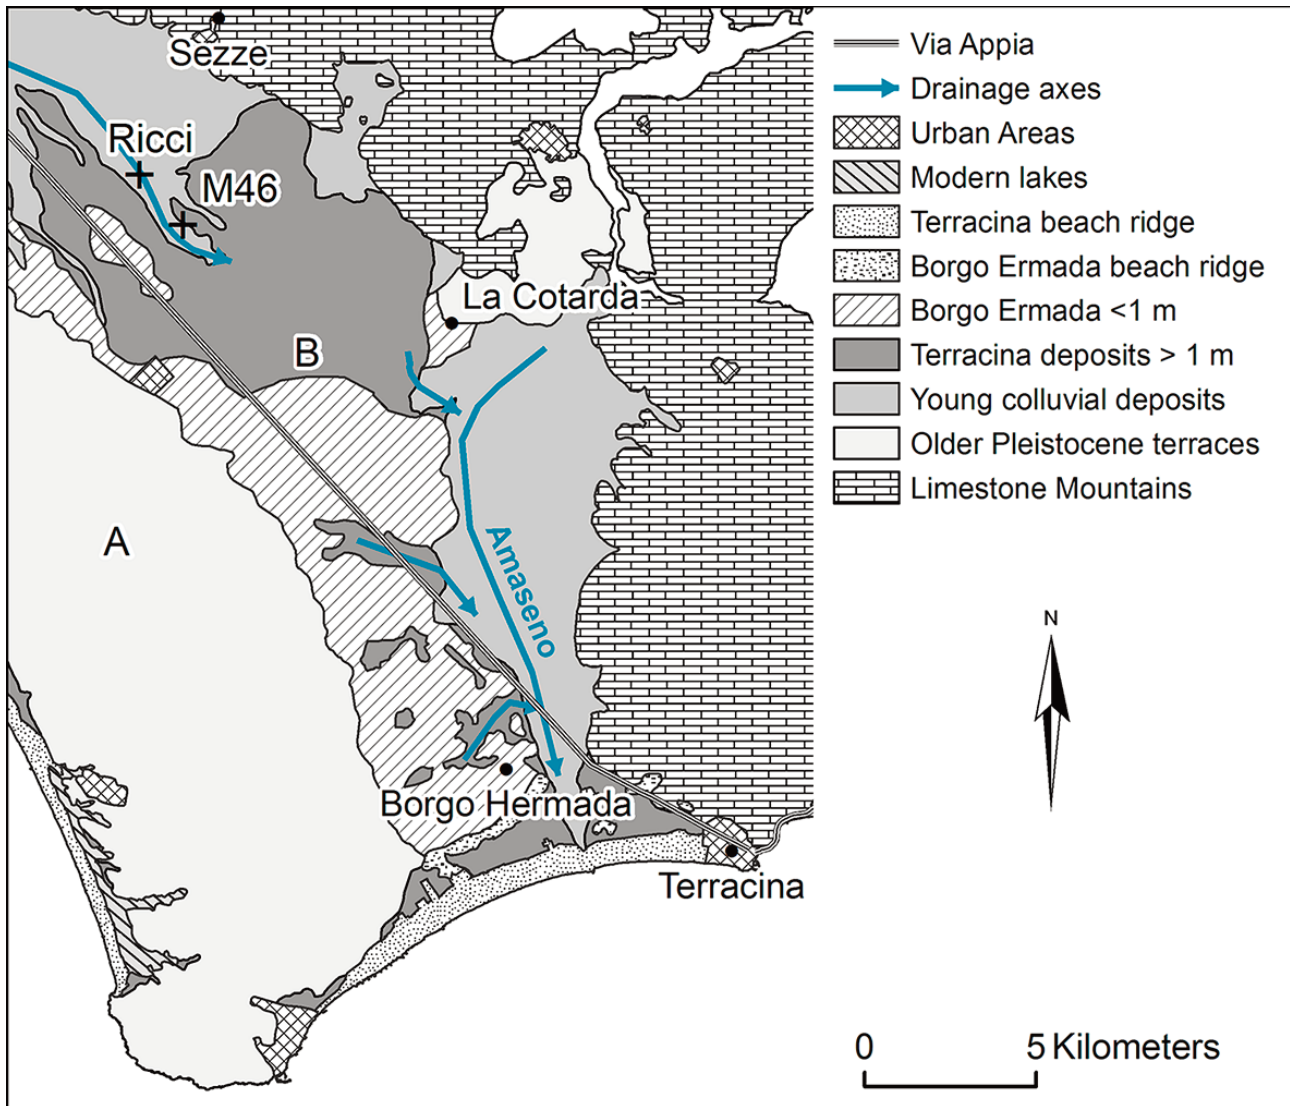 Sezze
Ricci
M46
La Cotarda
B
A
Amaseno
Borgo Hermada
Terracina
Via Appia
Drainage axes
Urban Areas
Modern lakes
Terracina beach ridge
Borgo Ermada beach ridge
Borgo Ermada <1 m
Terracina deposits > 1 m
Young colluvial deposits
Older Pleistocene terraces
Limestone Mountains
N
0 5 Kilometers